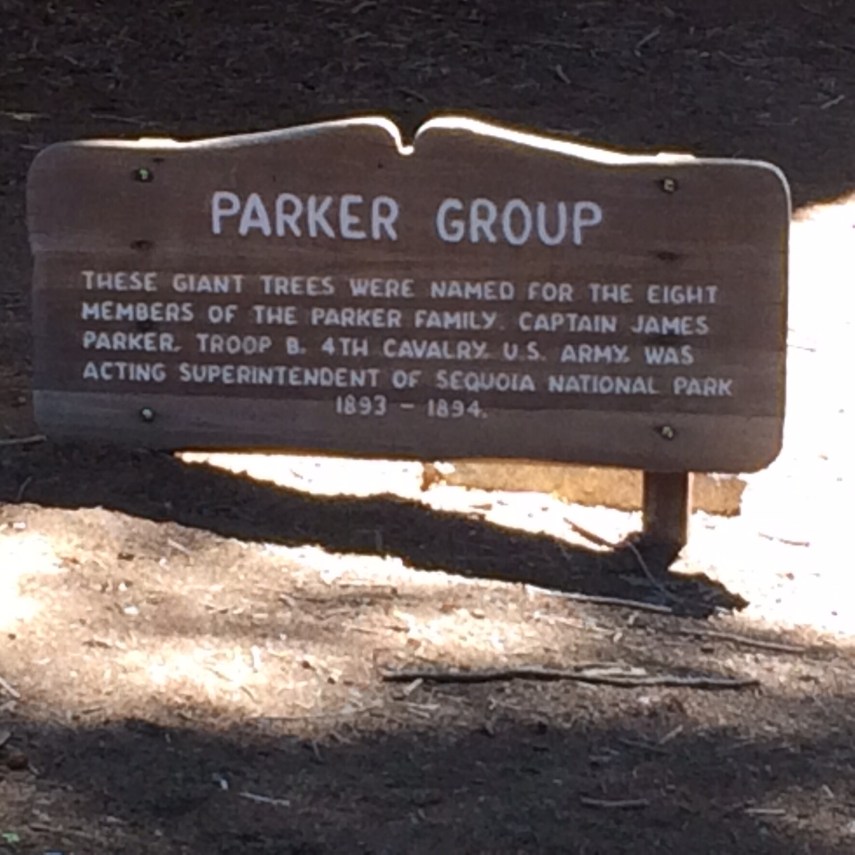 PARKER GROUP
THESE GIANT TREES WERE NAMED FOR THE EIGHT
MEMBERS OF THE PARKER FAMILY. CAPTAIN JAMES
PARKER, TROOP B, 4TH CAVALRY, U.S. ARMY, WAS
ACTING SUPERINTENDENT OF SEQUOIA NATIONAL PARK
1893 - 1894.